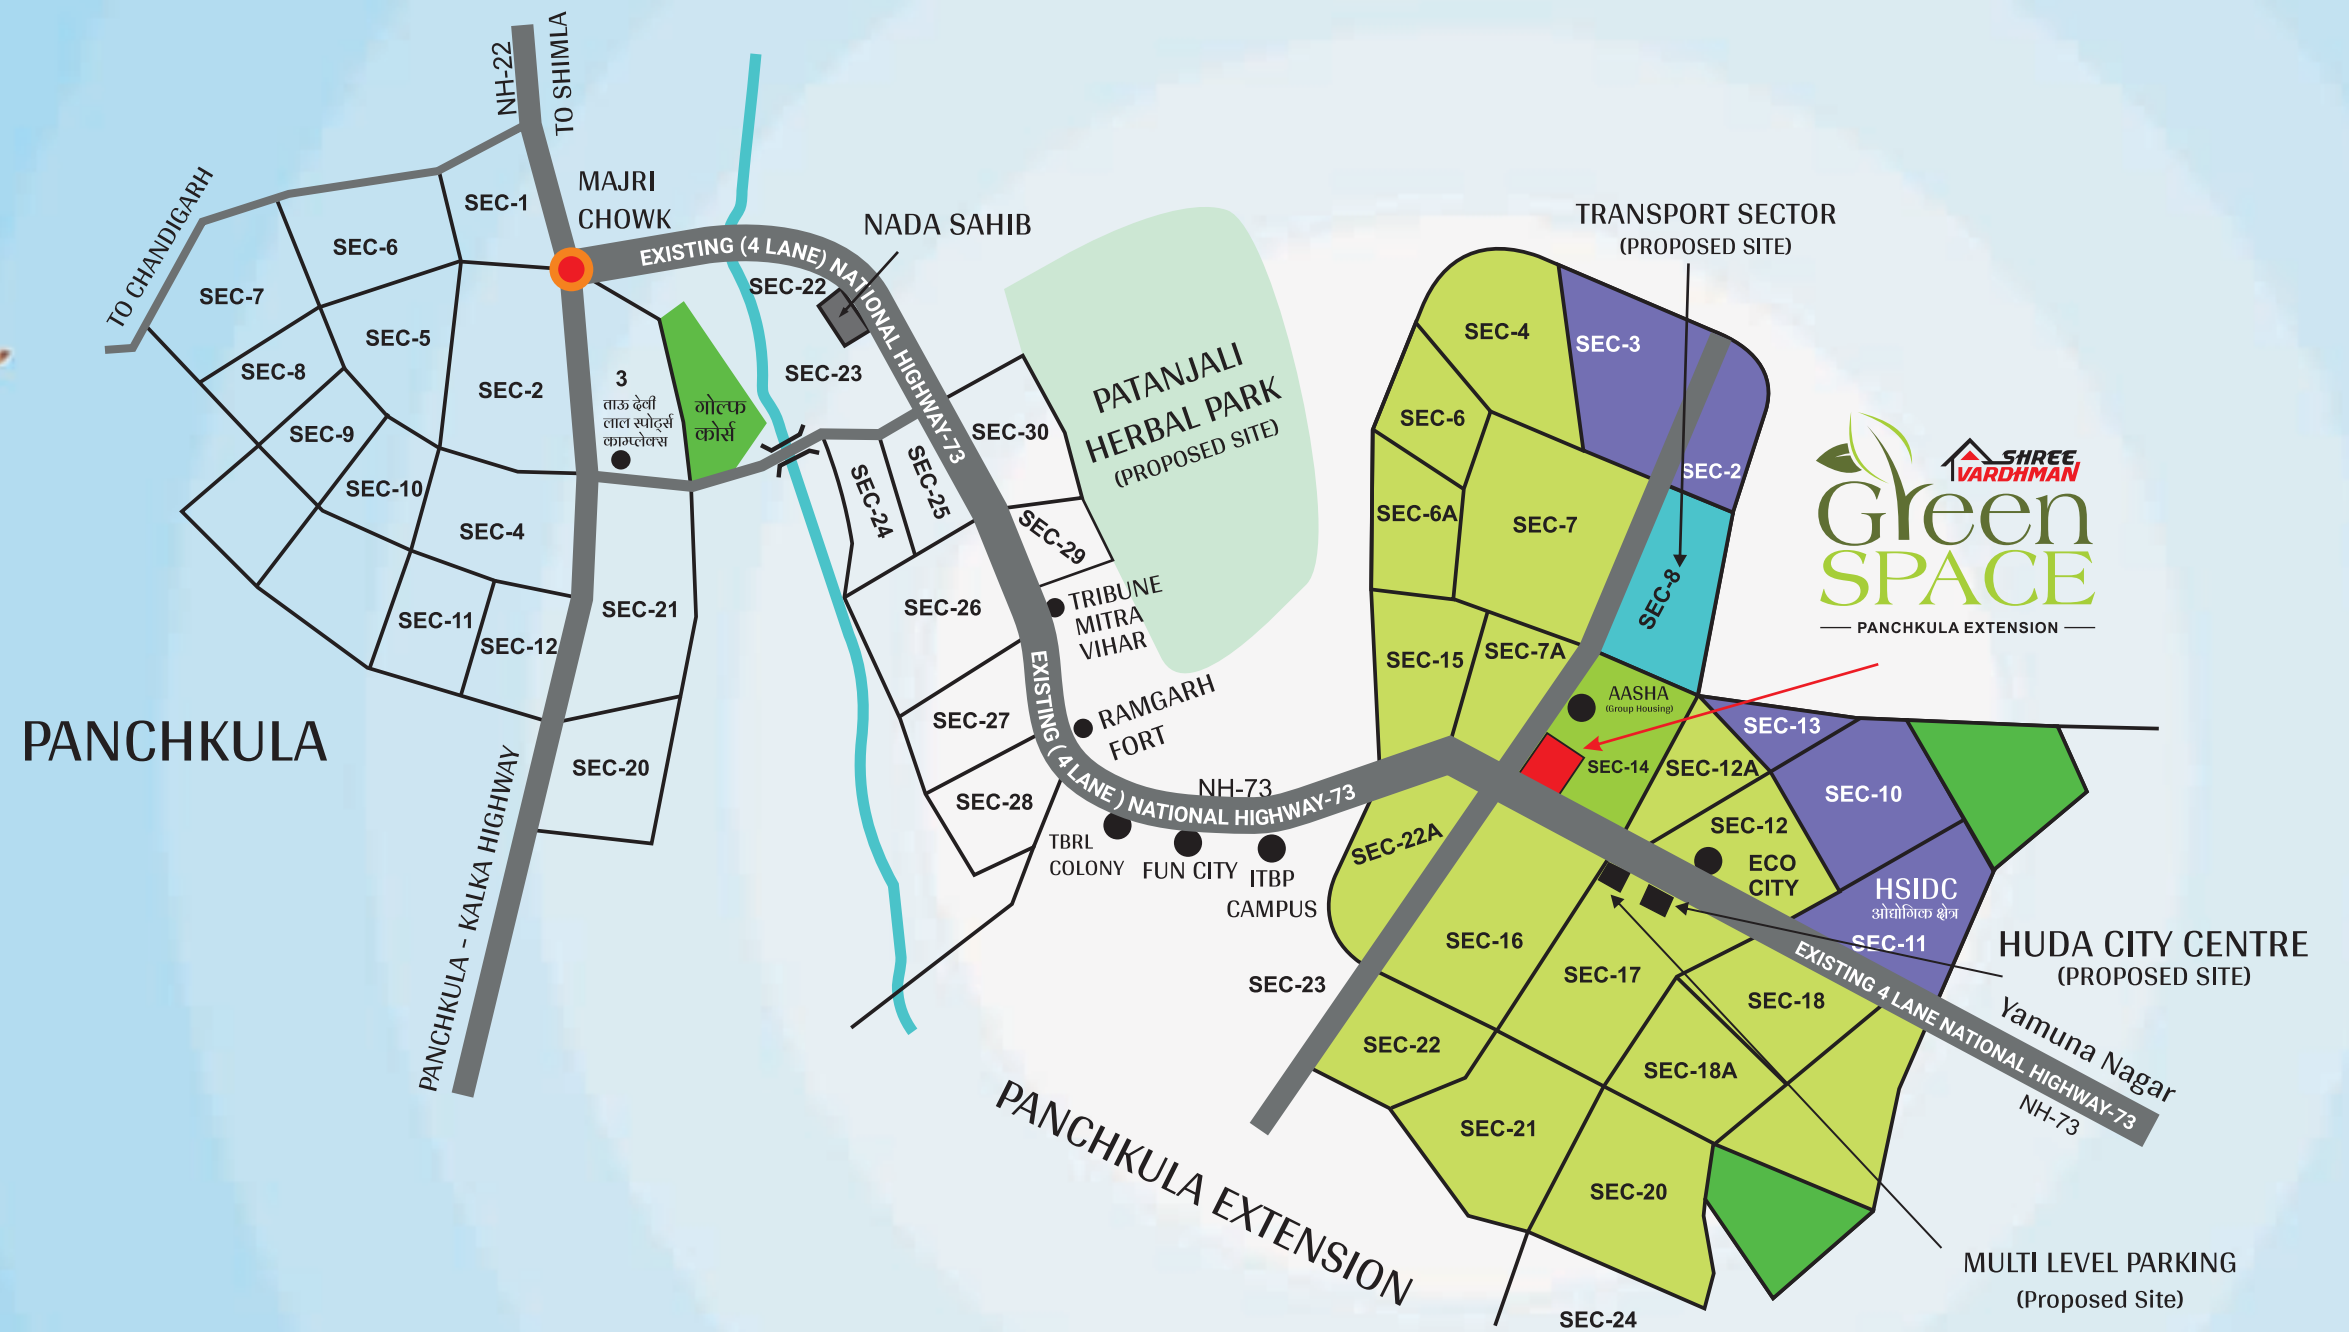 NH-22
TO SHIMLA
TO CHANDIGARH
MAJRI
CHOWK
SEC-1
SEC-6
SEC-7
SEC-5
SEC-8
SEC-2
SEC-9
SEC-10
SEC-4
SEC-11
SEC-12
SEC-21
SEC-20
3
ताऊ देवी
लाल स्पोर्ट्स
काम्प्लेक्स
गोल्फ
कोर्स
PANCHKULA
PANCHKULA - KALKA HIGHWAY
EXISTING (4 LANE) NATIONAL HIGHWAY-73
NADA SAHIB
SEC-22
SEC-23
SEC-24
SEC-25
SEC-30
SEC-29
SEC-26
SEC-27
SEC-28
PATANJALI
HERBAL PARK
(PROPOSED SITE)
TRIBUNE
MITRA
VIHAR
RAMGARH
FORT
EXISTING ( 4 LANE ) NATIONAL HIGHWAY-73
NH-73
TBRL
COLONY
FUN CITY
ITBP
CAMPUS
TRANSPORT SECTOR
(PROPOSED SITE)
SEC-4
SEC-3
SEC-6
SEC-2
SEC-6A
SEC-7
SEC-8
SEC-15
SEC-7A
AASHA
(Group Housing)
SEC-14
SEC-13
SEC-12A
SEC-10
SEC-12
ECO
CITY
HSIDC
औद्योगिक क्षेत्र
SEC-11
SEC-22A
SEC-16
SEC-17
SEC-18
SEC-23
SEC-22
SEC-18A
SEC-21
SEC-20
SEC-24
SHREE
VARDHMAN
Green
SPACE
PANCHKULA EXTENSION
HUDA CITY CENTRE
(PROPOSED SITE)
EXISTING 4 LANE NATIONAL HIGHWAY-73
Yamuna Nagar
NH-73
PANCHKULA EXTENSION
MULTI LEVEL PARKING
(Proposed Site)